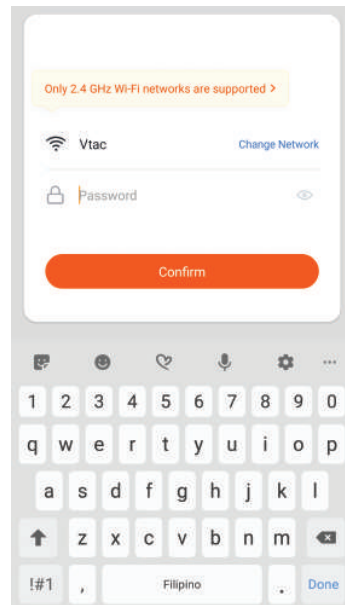 Only 2.4 GHz Wi-Fi networks are supported >
Vtac Change Network
Password
Confirm
1 2 3 4 5 6 7 8 9 0
q w e r t y u i o p
a s d f g h j k l
z x c v b n m
!#1 , Filipino . Done